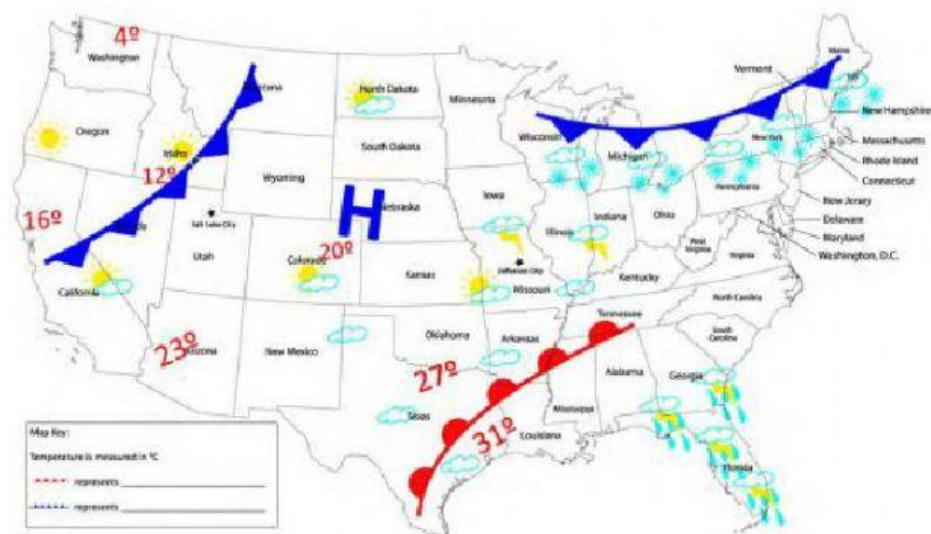 4º
Washington
Oregon
Idaho
12º
16º
North Dakota
Minnesota
South Dakota
Wyoming
H
Nebraska
Iowa
Wisconsin
Michigan
Vermont
Maine
NH
New Hampshire
New York
Massachusetts
Rhode Island
Connecticut
Pennsylvania
New Jersey
Delaware
Maryland
Washington, D.C.
Salt Lake City
Utah
20º
Colorado
Kansas
Jefferson City
Missouri
Illinois
Indiana
Ohio
West
Virginia
Virginia
Kentucky
California
23º
Arizona
New Mexico
Oklahoma
Arkansas
Tennessee
North Carolina
South
Carolina
27º
31º
Texas
Louisiana
Mississippi
Alabama
Georgia
Florida
Map Key:
Temperature is measured in ºC
represents
represents